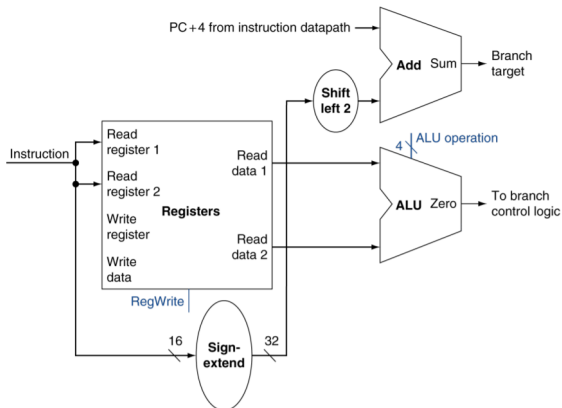 PC+4 from instruction datapath
Add Sum
Branch
target
Shift
left 2
4
ALU operation
Instruction
Read
register 1
Read
register 2
Write
register
Write
data
Registers
Read
data 1
Read
data 2
ALU Zero
To branch
control logic
RegWrite
16
Sign-
extend
32